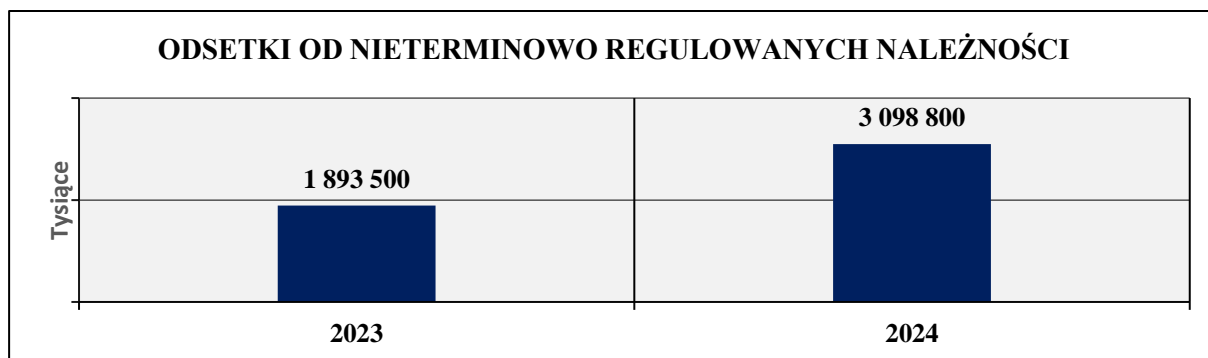 ODSETKI OD NIETERMINOWO REGULOWANYCH NALEŻNOŚCI
Tysiące
1 893 500
3 098 800
2023
2024